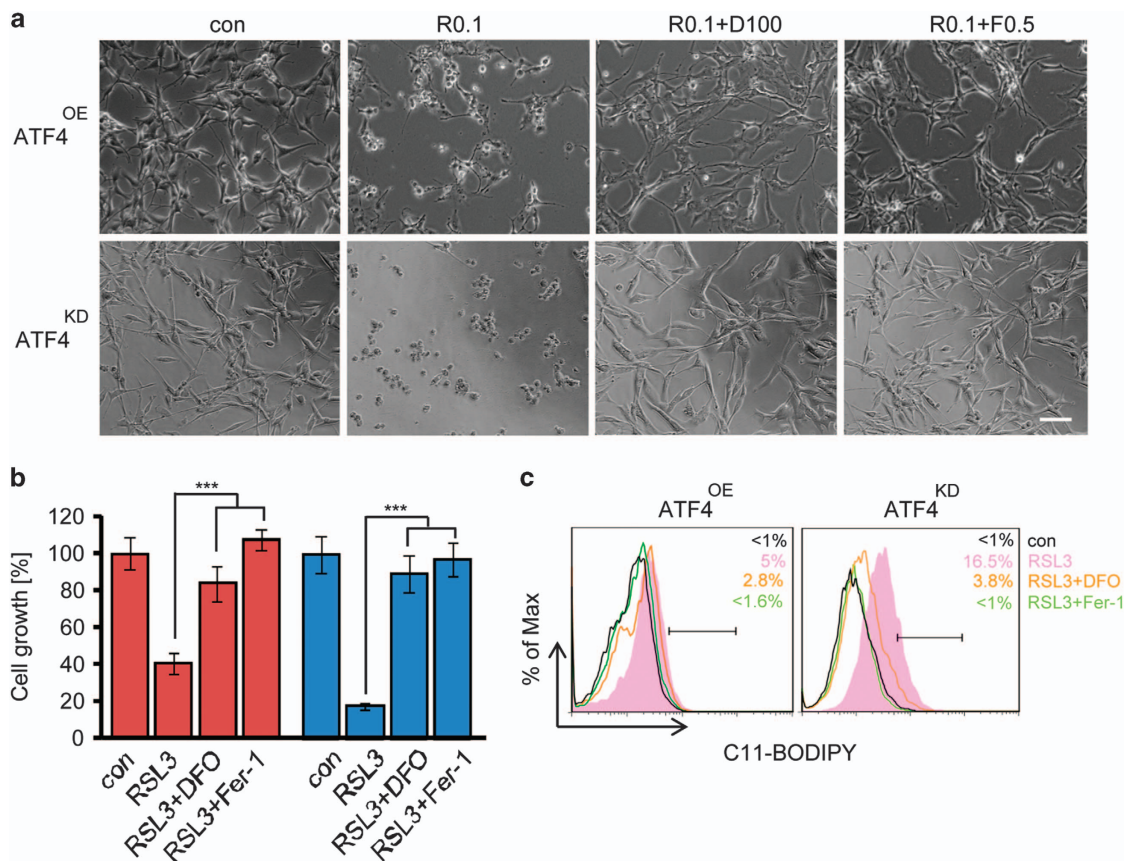 a
con R0.1 R0.1+D100 R0.1+F0.5
ATF4 OE
ATF4 KD
b
***
***
120
100
80
60
40
20
0
Cell growth [%]
con RSL3 RSL3+DFO RSL3+Fer-1 con RSL3 RSL3+DFO RSL3+Fer-1
c
ATF4 OE ATF4 KD
<1% <1% con
5% 16.5% RSL3
2.8% 3.8% RSL3+DFO
<1.6% <1% RSL3+Fer-1
% of Max
C11-BODIPY